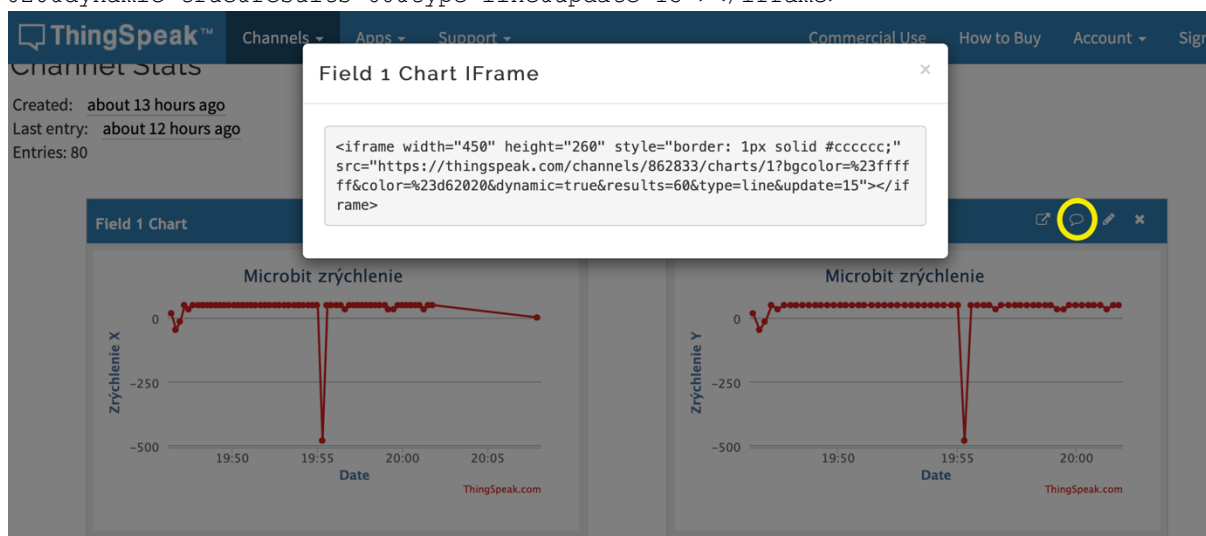 ThingSpeak™ Channels Apps Support Commercial Use How to Buy Account Sign
Channel Stats
Created: about 13 hours ago
Last entry: about 12 hours ago
Entries: 80
Field 1 Chart IFrame ×
<iframe width="450" height="260" style="border: 1px solid #cccccc;"
src="https://thingspeak.com/channels/862833/charts/1?bgcolor=%23ffff
ff&color=%23d62020&dynamic=true&results=60&type=line&update=15"></if
rame>
Field 1 Chart
Microbit zrýchlenie
Zrýchlenie X
0
-250
-500
19:50 19:55 20:00 20:05
Date
ThingSpeak.com
Microbit zrýchlenie
Zrýchlenie Y
0
-250
-500
19:50 19:55 20:00
Date
ThingSpeak.com